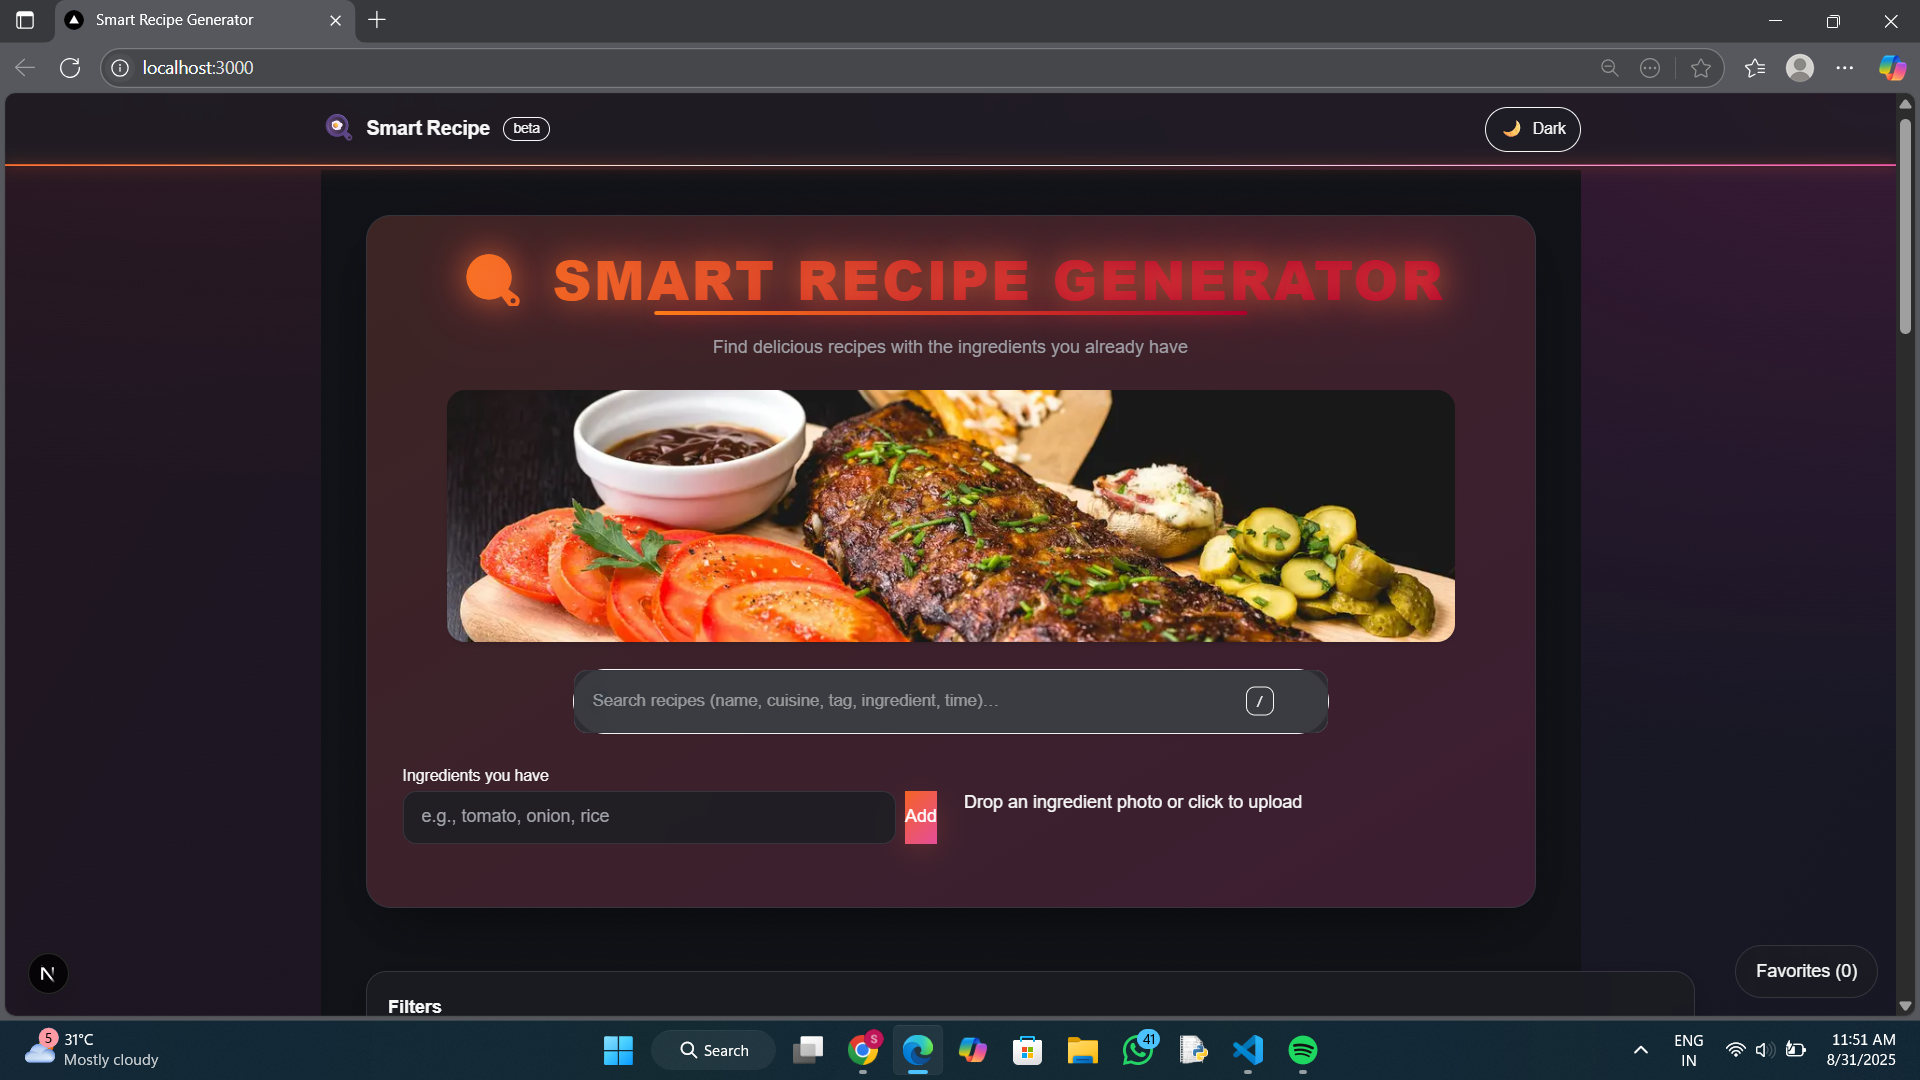 Smart Recipe Generator
localhost:3000
Smart Recipe beta
Dark
SMART RECIPE GENERATOR
Find delicious recipes with the ingredients you already have
Search recipes (name, cuisine, tag, ingredient, time)…
/
Ingredients you have
e.g., tomato, onion, rice
Add
Drop an ingredient photo or click to upload
N
Favorites (0)
Filters
5
31°C
Mostly cloudy
Search
S
41
ENG
IN
11:51 AM
8/31/2025